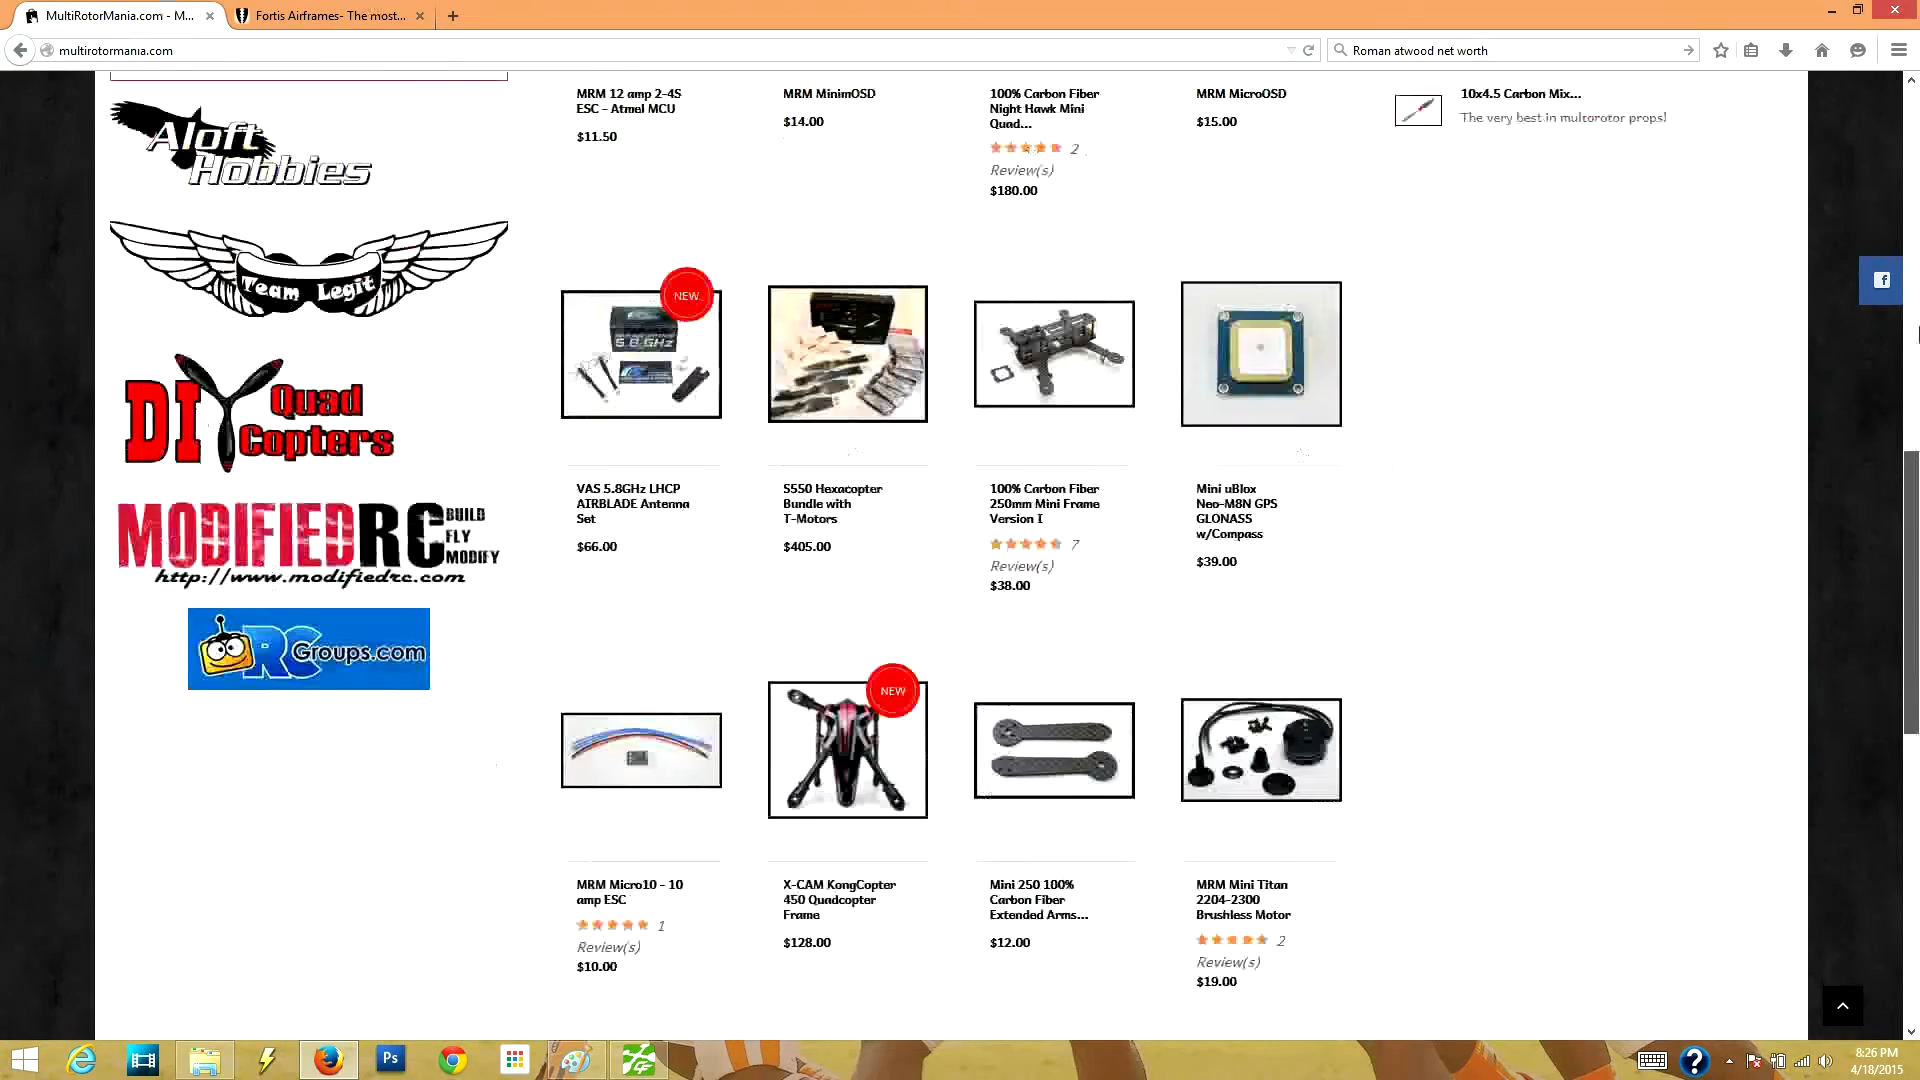 MultiRotorMania.com - M...
Fortis Airframes- The most...
multirotormania.com
Roman atwood net worth
Aloft
Hobbies
Team Legit
DIY Quad
Copters
MODIFIEDRC BUILD
FLY
MODIFY
http://www.modifiedrc.com
RC Groups.com
MRM 12 amp 2-4S
ESC - Atmel MCU
$11.50
MRM MinimOSD
$14.00
100% Carbon Fiber
Night Hawk Mini
Quad...
2
Review(s)
$180.00
MRM MicroOSD
$15.00
10x4.5 Carbon Mix...
The very best in multorotor props!
NEW
5.8 GHz
VAS 5.8GHz LHCP
AIRBLADE Antenna
Set
$66.00
S550 Hexacopter
Bundle with
T-Motors
$405.00
100% Carbon Fiber
250mm Mini Frame
Version I
7
Review(s)
$38.00
Mini uBlox
Neo-M8N GPS
GLONASS
w/Compass
$39.00
NEW
MRM Micro10 - 10
amp ESC
1
Review(s)
$10.00
X-CAM KongCopter
450 Quadcopter
Frame
$128.00
Mini 250 100%
Carbon Fiber
Extended Arms...
$12.00
MRM Mini Titan
2204-2300
Brushless Motor
2
Review(s)
$19.00
f
Ps
8:26 PM
4/18/2015